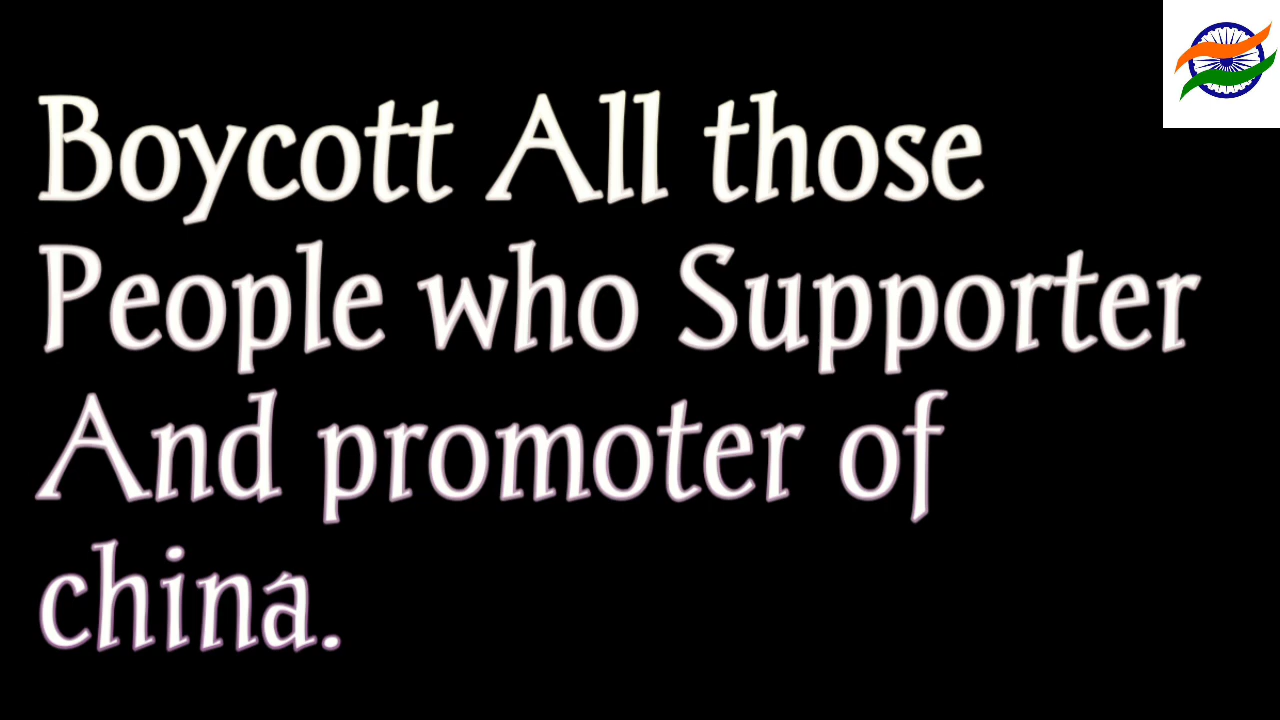 Boycott All those
People who Supporter
And promoter of
china.